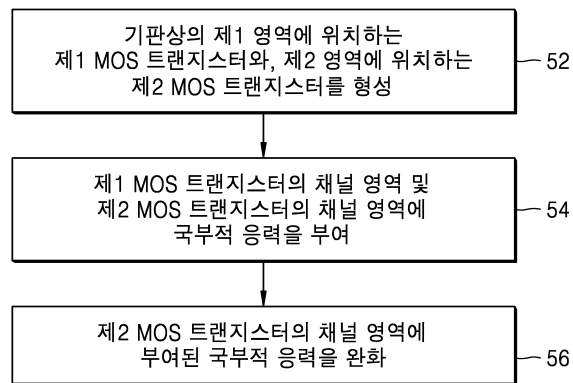 기판상의 제1 영역에 위치하는
제1 MOS 트랜지스터와, 제2 영역에 위치하는
제2 MOS 트랜지스터를 형성
52
제1 MOS 트랜지스터의 채널 영역 및
제2 MOS 트랜지스터의 채널 영역에
국부적 응력을 부여
54
제2 MOS 트랜지스터의 채널 영역에
부여된 국부적 응력을 완화
56